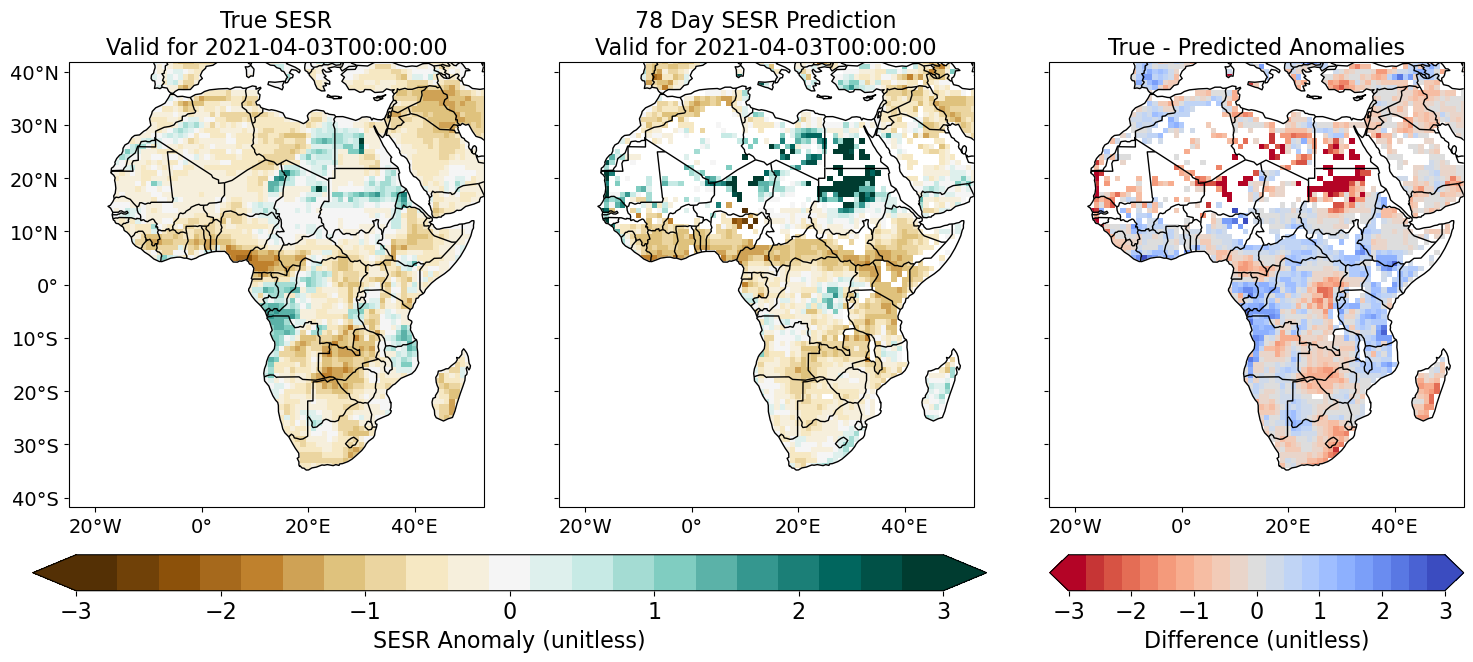 True SESR
Valid for 2021-04-03T00:00:00
78 Day SESR Prediction
Valid for 2021-04-03T00:00:00
True - Predicted Anomalies
40°N
30°N
20°N
10°N
0°
10°S
20°S
30°S
40°S
20°W 0° 20°E 40°E
20°W 0° 20°E 40°E
20°W 0° 20°E 40°E
−3 −2 −1 0 1 2 3
SESR Anomaly (unitless)
−3 −2 −1 0 1 2 3
Difference (unitless)